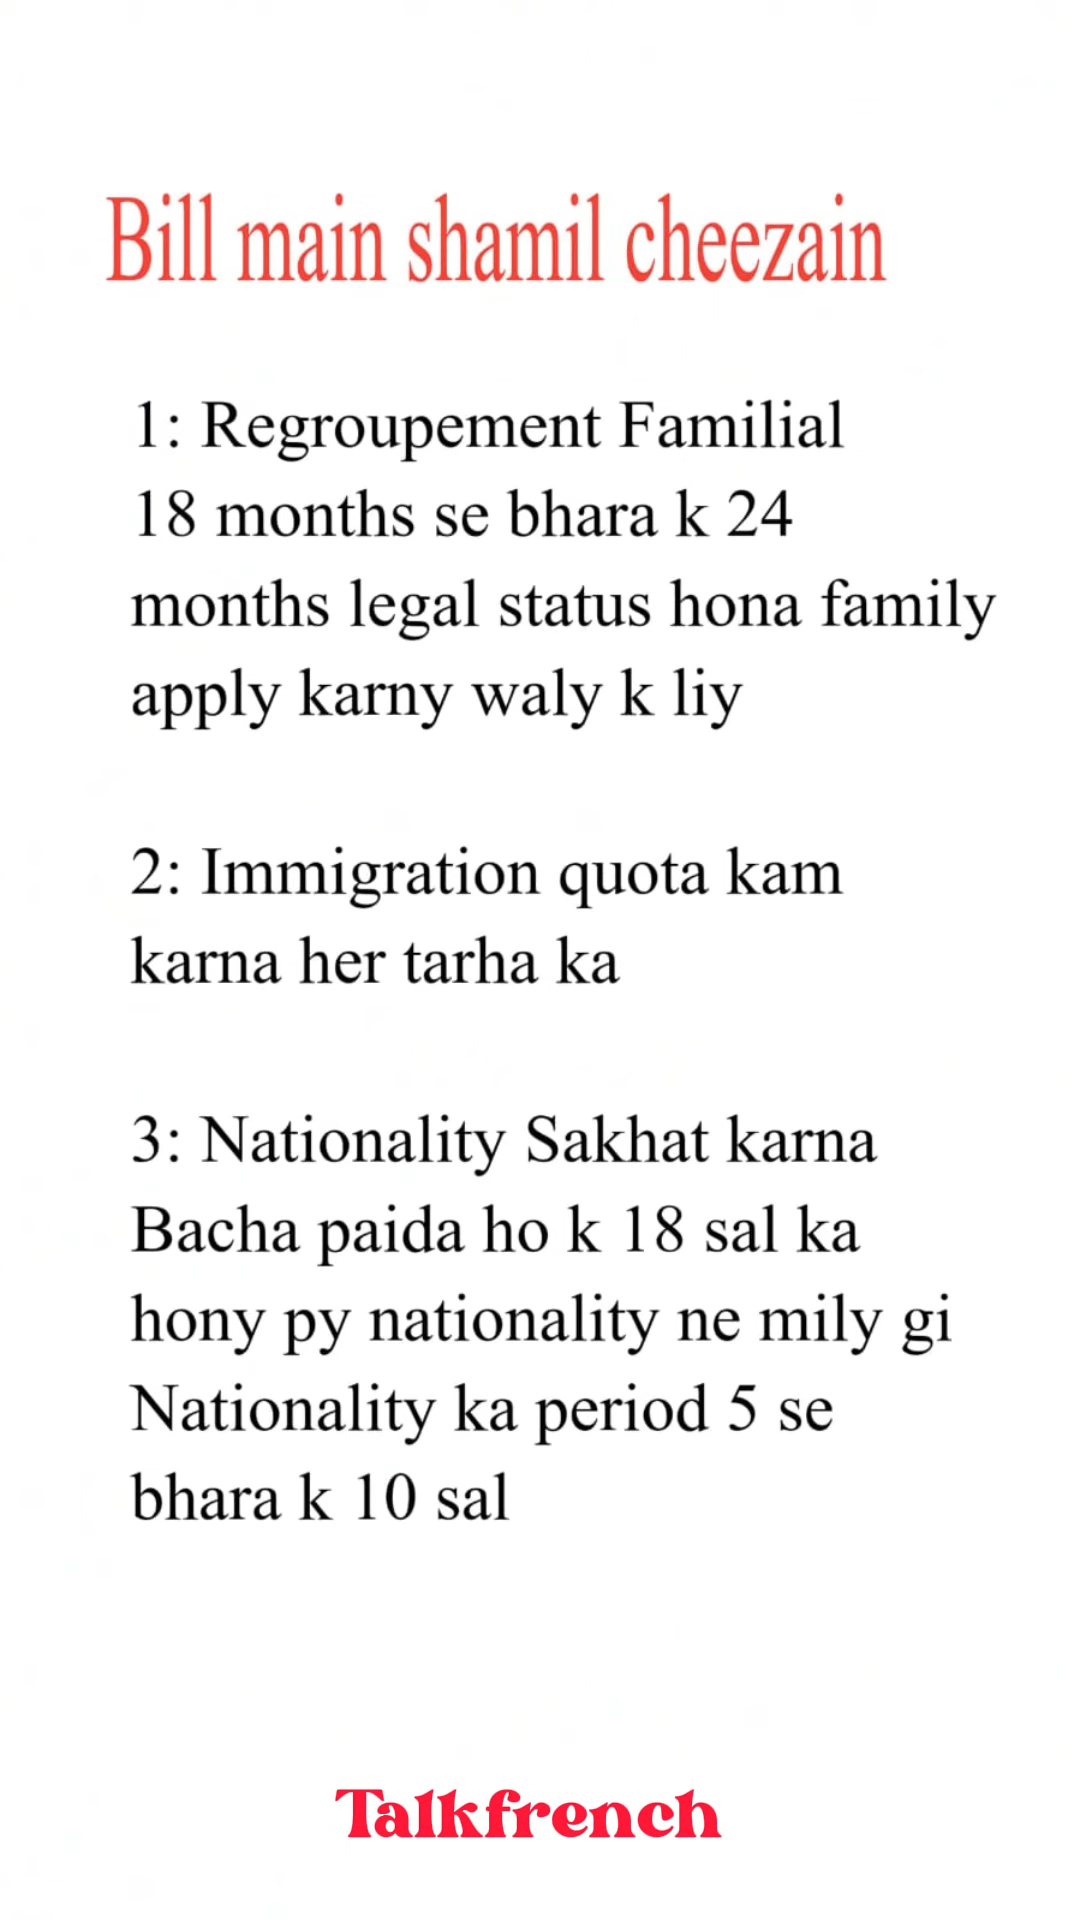 Bill main shamil cheezain
1: Regroupement Familial
18 months se bhara k 24
months legal status hona family
apply karny waly k liy
2: Immigration quota kam
karna her tarha ka
3: Nationality Sakhat karna
Bacha paida ho k 18 sal ka
hony py nationality ne mily gi
Nationality ka period 5 se
bhara k 10 sal
Talkfrench